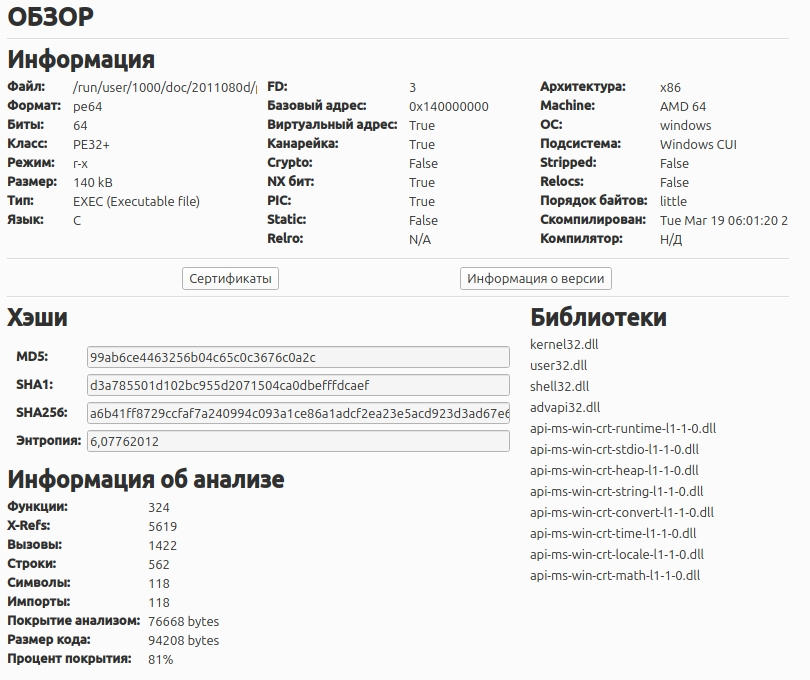 ОБЗОР
Информация
Файл: /run/user/1000/doc/2011080d/ FD: 3 Архитектура: x86
Формат: pe64 Базовый адрес: 0x140000000 Machine: AMD 64
Биты: 64 Виртуальный адрес: True ОС: windows
Класс: PE32+ Канарейка: True Подсистема: Windows CUI
Режим: r-x Crypto: False Stripped: False
Размер: 140 kB NX бит: True Relocs: False
Тип: EXEC (Executable file) PIC: True Порядок байтов: little
Язык: C Static: False Скомпилирован: Tue Mar 19 06:01:20 2
Relro: N/A Компилятор: Н/Д
Сертификаты Информация о версии
Хэши
MD5: 99ab6ce4463256b04c65c0c3676c0a2c
SHA1: d3a785501d102bc955d2071504ca0dbefffdcaef
SHA256: a6b41ff8729ccfaf7a240994c093a1ce86a1adcf2ea23e5acd923d3ad67e6
Энтропия: 6,07762012
Информация об анализе
Функции: 324
X-Refs: 5619
Вызовы: 1422
Строки: 562
Символы: 118
Импорты: 118
Покрытие анализом: 76668 bytes
Размер кода: 94208 bytes
Процент покрытия: 81%
Библиотеки
kernel32.dll
user32.dll
shell32.dll
advapi32.dll
api-ms-win-crt-runtime-l1-1-0.dll
api-ms-win-crt-stdio-l1-1-0.dll
api-ms-win-crt-heap-l1-1-0.dll
api-ms-win-crt-string-l1-1-0.dll
api-ms-win-crt-convert-l1-1-0.dll
api-ms-win-crt-time-l1-1-0.dll
api-ms-win-crt-locale-l1-1-0.dll
api-ms-win-crt-math-l1-1-0.dll